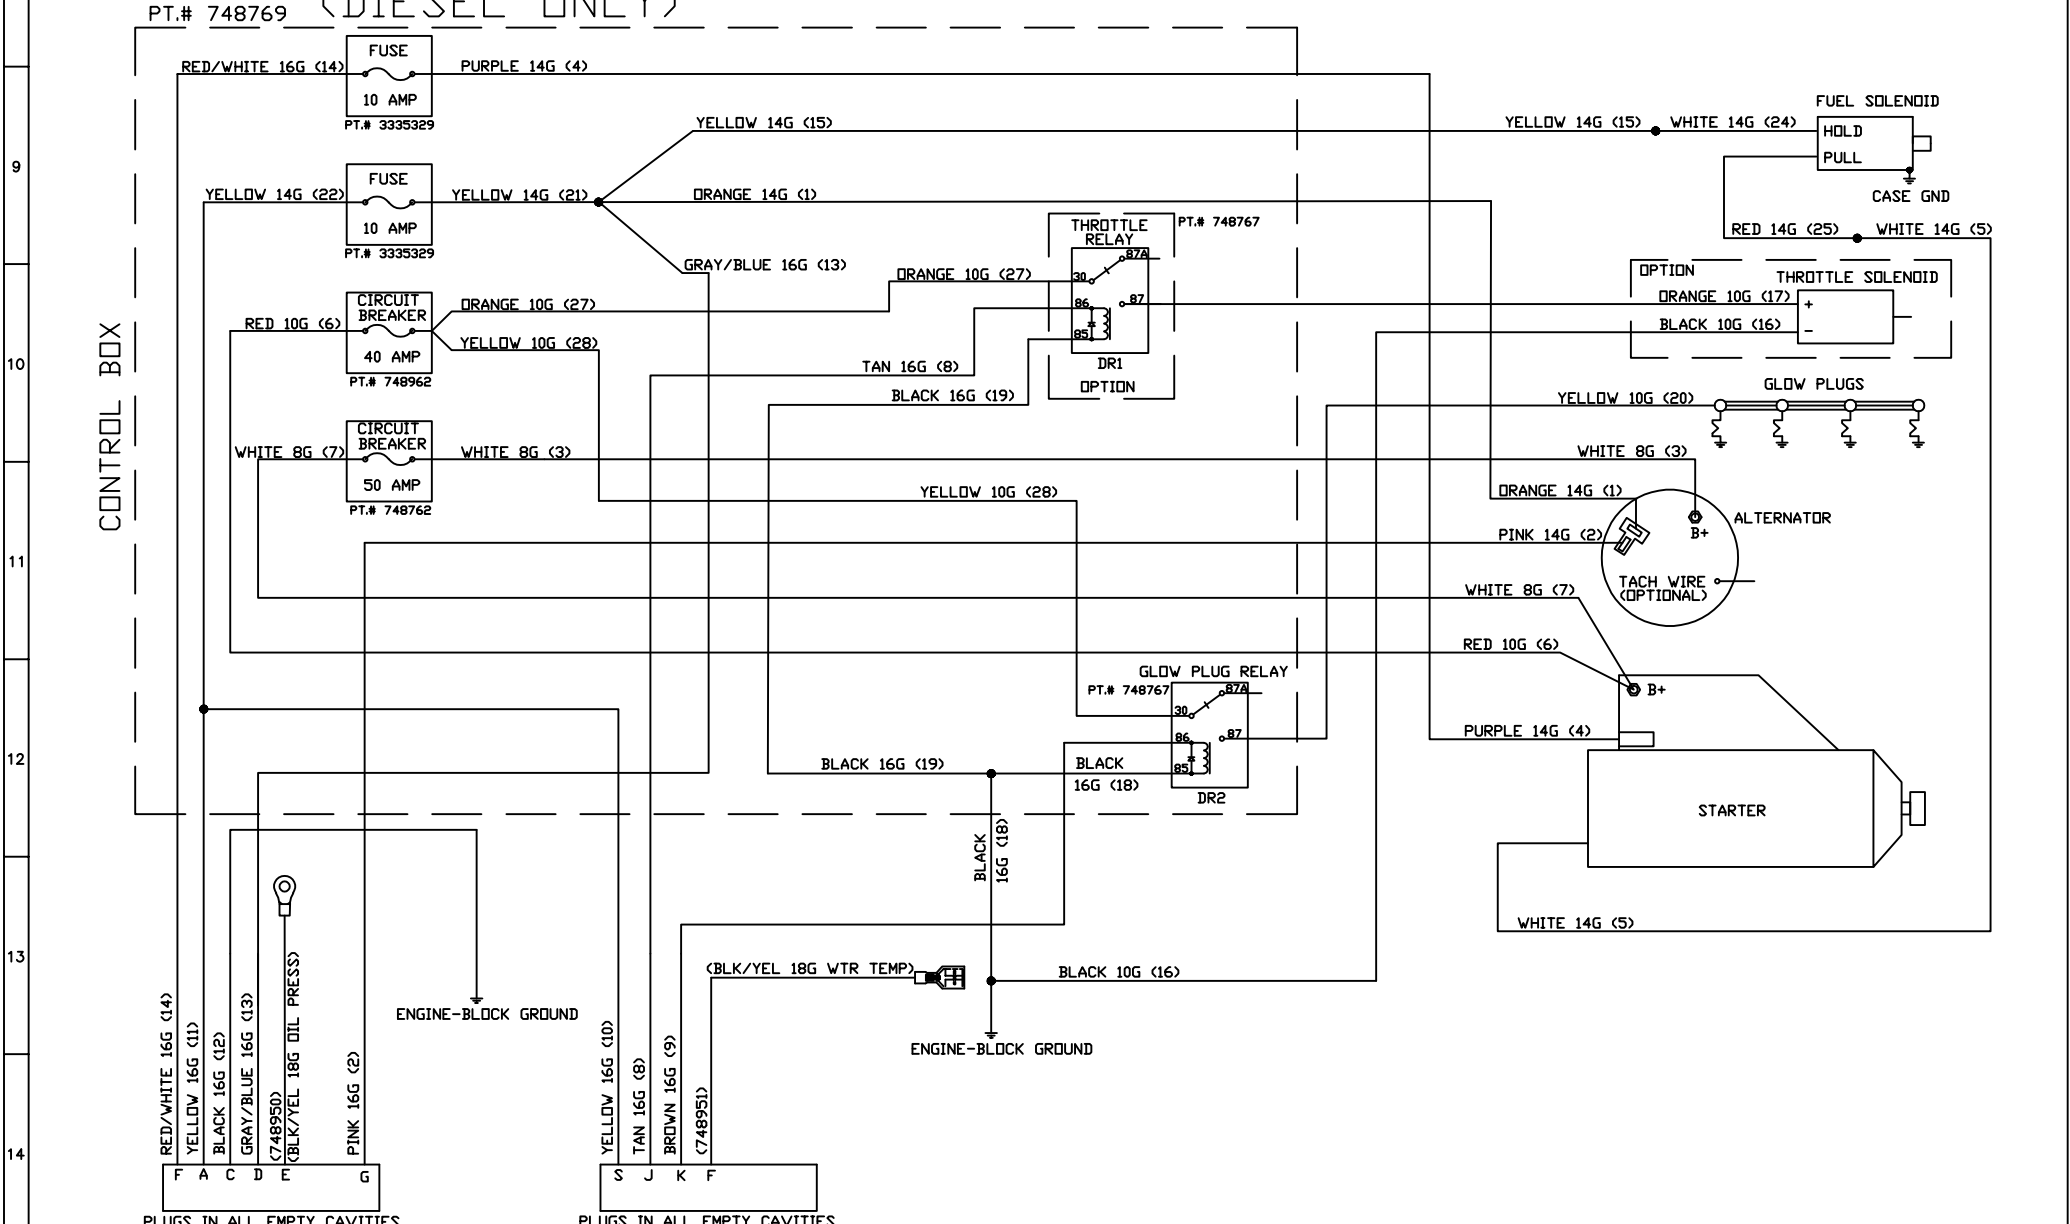 (DIESEL ONLY)
PT.# 748769
CONTROL BOX
9
10
11
12
13
14
FUSE
10 AMP
PT.# 3335329
RED/WHITE 16G (14)
PURPLE 14G (4)
YELLOW 14G (15)
YELLOW 14G (15)
WHITE 14G (24)
FUEL SOLENOID
HOLD
PULL
CASE GND
FUSE
10 AMP
PT.# 3335329
YELLOW 14G (22)
YELLOW 14G (21)
ORANGE 14G (1)
GRAY/BLUE 16G (13)
RED 14G (25)
WHITE 14G (5)
THROTTLE
RELAY
PT.# 748767
87A
30
86
87
85
DR1
OPTION
ORANGE 10G (27)
OPTION
THROTTLE SOLENOID
ORANGE 10G (17)
+
BLACK 10G (16)
-
CIRCUIT
BREAKER
40 AMP
PT.# 748962
RED 10G (6)
ORANGE 10G (27)
YELLOW 10G (28)
TAN 16G (8)
BLACK 16G (19)
GLOW PLUGS
YELLOW 10G (20)
CIRCUIT
BREAKER
50 AMP
PT.# 748762
WHITE 8G (7)
WHITE 8G (3)
WHITE 8G (3)
YELLOW 10G (28)
ORANGE 14G (1)
PINK 14G (2)
B+
ALTERNATOR
TACH WIRE
(OPTIONAL)
WHITE 8G (7)
RED 10G (6)
GLOW PLUG RELAY
PT.# 748767
87A
30
86
87
85
DR2
B+
PURPLE 14G (4)
STARTER
WHITE 14G (5)
BLACK 16G (19)
BLACK
16G (18)
BLACK
16G (18)
(BLK/YEL 18G WTR TEMP)
BLACK 10G (16)
ENGINE-BLOCK GROUND
ENGINE-BLOCK GROUND
RED/WHITE 16G (14)
YELLOW 16G (11)
BLACK 16G (12)
GRAY/BLUE 16G (13)
(748950)
(BLK/YEL 18G OIL PRESS)
PINK 16G (2)
YELLOW 16G (10)
TAN 16G (8)
BROWN 16G (9)
(748951)
F A C D E G
S J K F
PLUGS IN ALL EMPTY CAVITIES
PLUGS IN ALL EMPTY CAVITIES